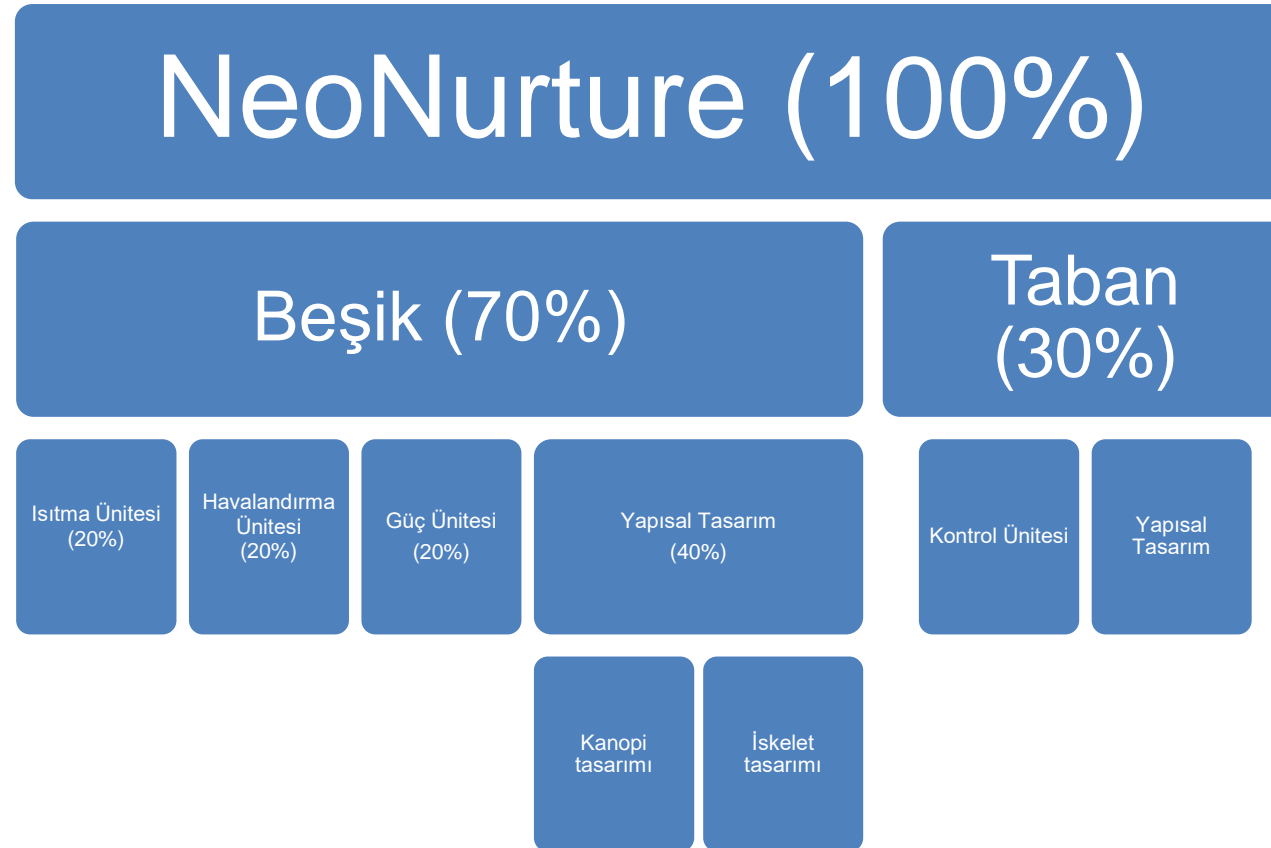 NeoNurture (100%)
Beşik (70%)
Taban
(30%)
Isıtma Ünitesi
(20%)
Havalandırma
Ünitesi
(20%)
Güç Ünitesi
(20%)
Yapısal Tasarım
(40%)
Kontrol Ünitesi
Yapısal
Tasarım
Kanopi
tasarımı
İskelet
tasarımı